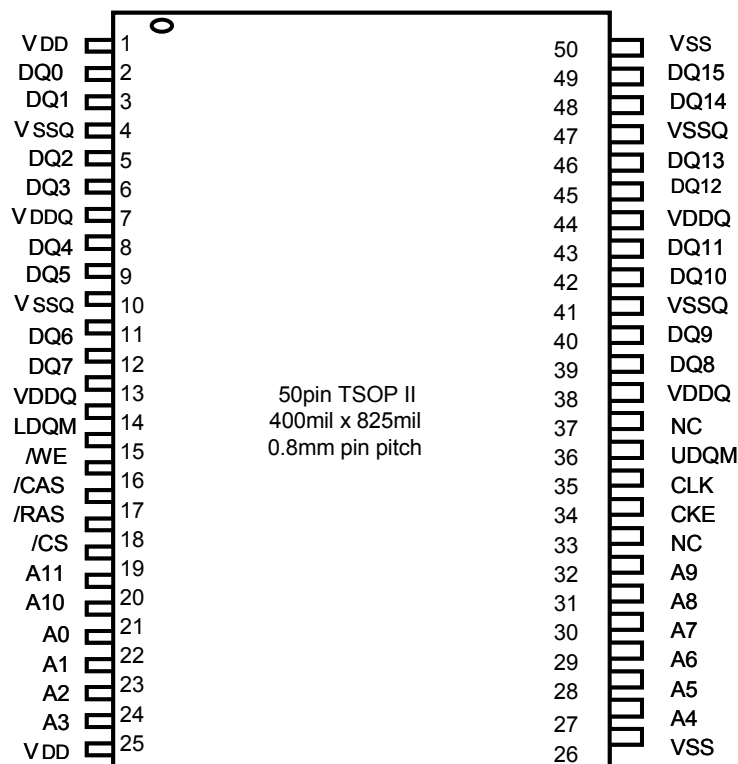 VDD 1 50 VSS
DQ0 2 49 DQ15
DQ1 3 48 DQ14
VSSQ 4 47 VSSQ
DQ2 5 46 DQ13
DQ3 6 45 DQ12
VDDQ 7 44 VDDQ
DQ4 8 43 DQ11
DQ5 9 42 DQ10
VSSQ 10 41 VSSQ
DQ6 11 40 DQ9
DQ7 12 39 DQ8
VDDQ 13 38 VDDQ
LDQM 14 37 NC
/WE 15 36 UDQM
/CAS 16 35 CLK
/RAS 17 34 CKE
/CS 18 33 NC
A11 19 32 A9
A10 20 31 A8
A0 21 30 A7
A1 22 29 A6
A2 23 28 A5
A3 24 27 A4
VDD 25 26 VSS
50pin TSOP II
400mil x 825mil
0.8mm pin pitch